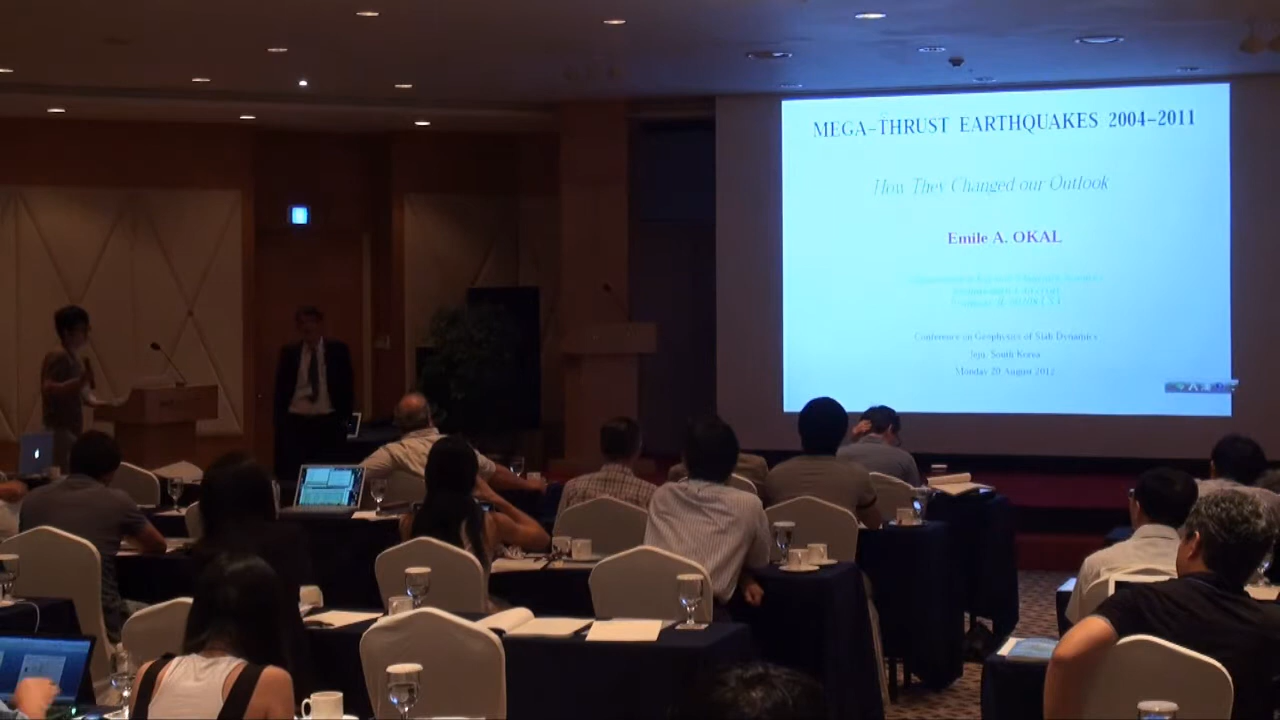 MEGA-THRUST EARTHQUAKES 2004-2011
How They Changed our Outlook
Emile A. OKAL
Conference on Geophysics of Slab Dynamics
Jeju, South Korea
Monday 20 August 2012